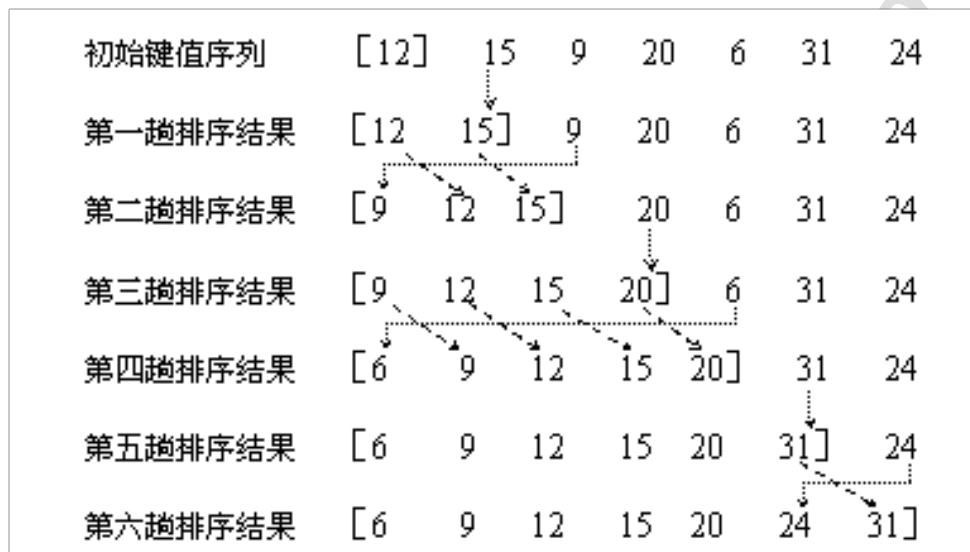 初始键值序列 [12] 15 9 20 6 31 24
第一趟排序结果 [12 15] 9 20 6 31 24
第二趟排序结果 [9 12 15] 20 6 31 24
第三趟排序结果 [9 12 15 20] 6 31 24
第四趟排序结果 [6 9 12 15 20] 31 24
第五趟排序结果 [6 9 12 15 20 31] 24
第六趟排序结果 [6 9 12 15 20 24 31]